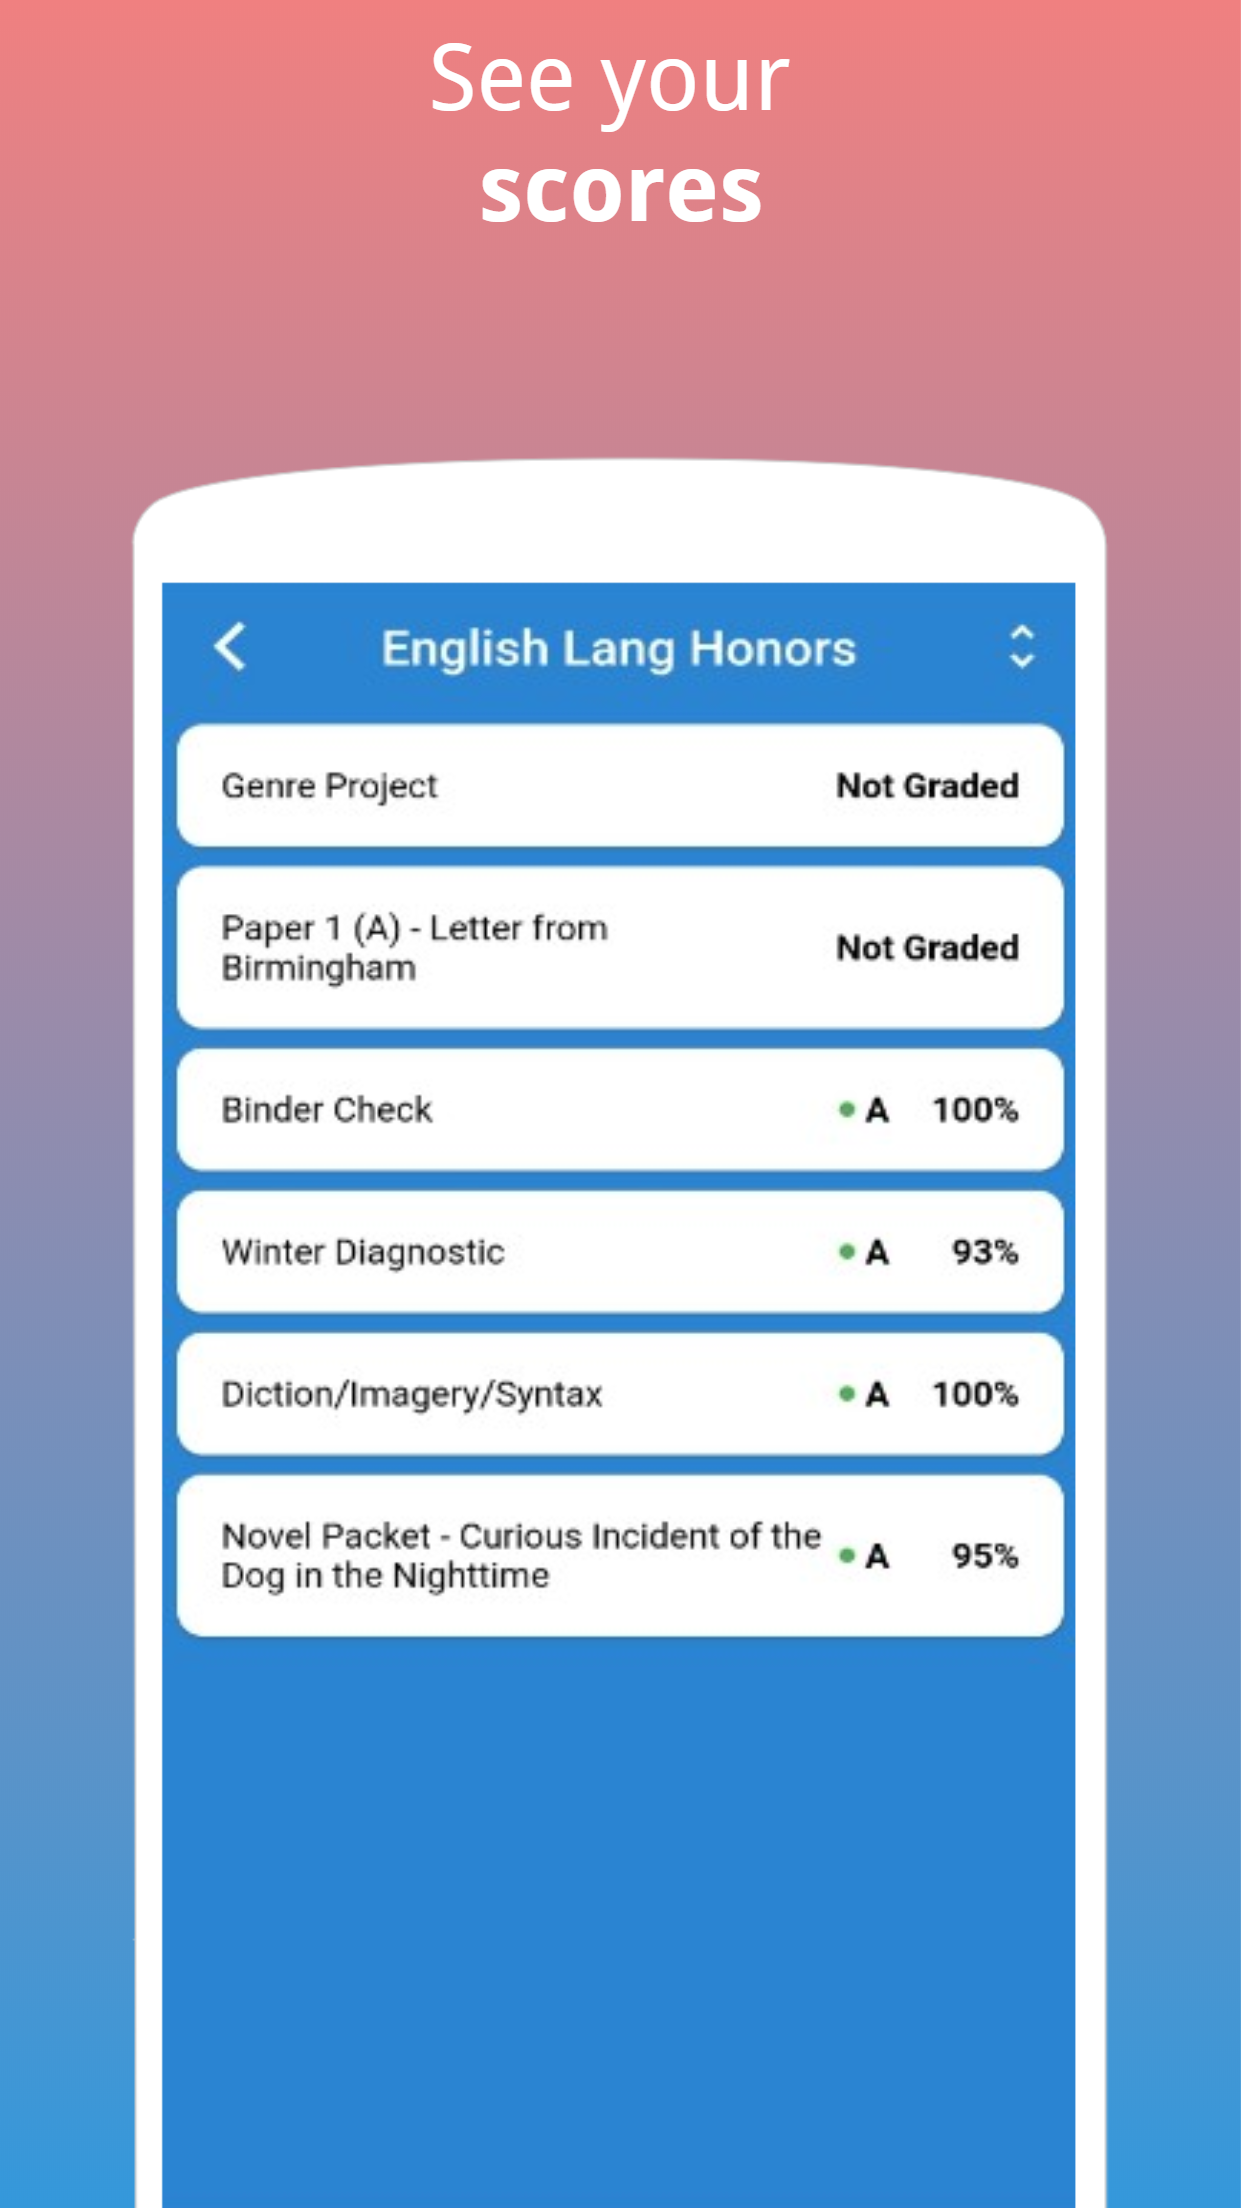 See your
scores
English Lang Honors
Genre Project Not Graded
Paper 1 (A) - Letter from
Birmingham Not Graded
Binder Check A 100%
Winter Diagnostic A 93%
Diction/Imagery/Syntax A 100%
Novel Packet - Curious Incident of the
Dog in the Nighttime A 95%